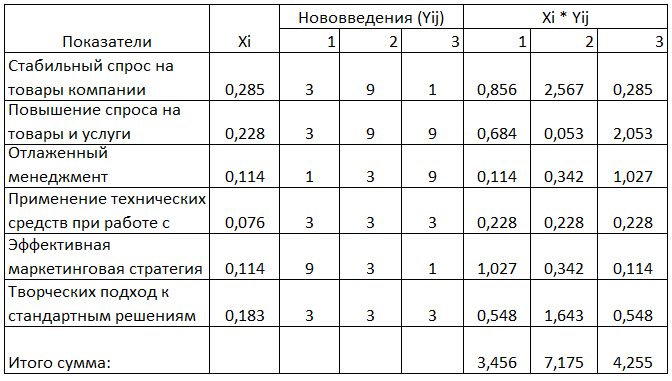 Показатели Xi Нововведения (Yij) Xi * Yij
1 2 3 1 2 3
Стабильный спрос на
товары компании 0,285 3 9 1 0,856 2,567 0,285
Повышение спроса на
товары и услуги 0,228 3 9 9 0,684 0,053 2,053
Отлаженный
менеджмент 0,114 1 3 9 0,114 0,342 1,027
Применение технических
средств при работе с 0,076 3 3 3 0,228 0,228 0,228
Эффективная
маркетинговая стратегия 0,114 9 3 1 1,027 0,342 0,114
Творческих подход к
стандартным решениям 0,183 3 3 3 0,548 1,643 0,548
Итого сумма: 3,456 7,175 4,255